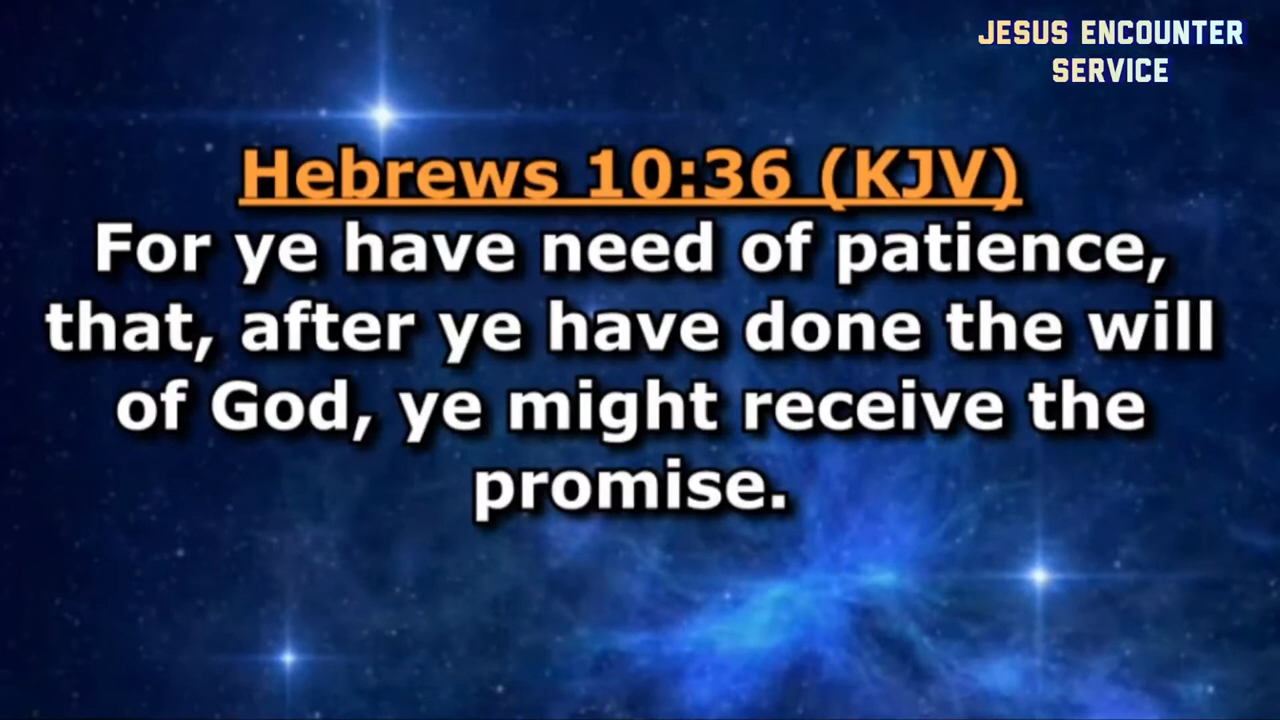 JESUS ENCOUNTER
SERVICE
Hebrews 10:36 (KJV)
For ye have need of patience,
that, after ye have done the will
of God, ye might receive the
promise.